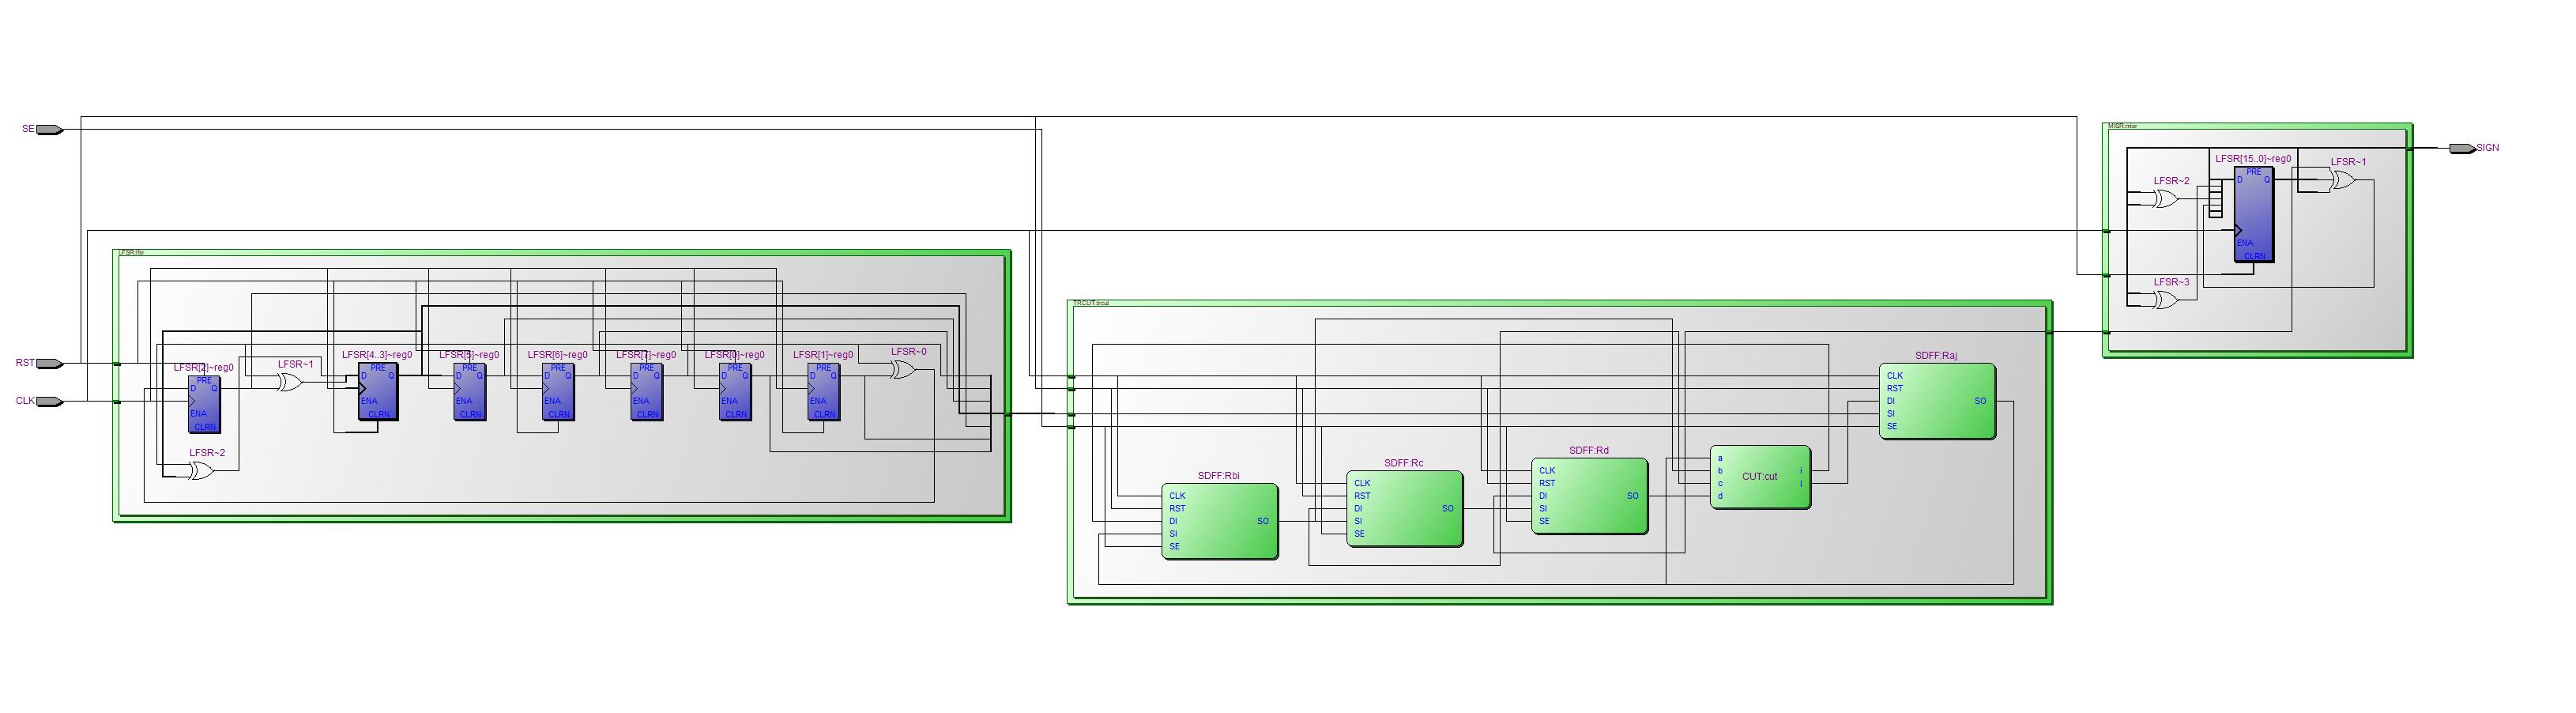 SE
RST
CLK
LFSR:lfsr
LFSR[2]~reg0
PRE
D Q
ENA
CLRN
LFSR~2
LFSR~1
LFSR[4..3]~reg0
PRE
D Q
ENA
CLRN
LFSR[5]~reg0
PRE
D Q
ENA
CLRN
LFSR[6]~reg0
PRE
D Q
ENA
CLRN
LFSR[7]~reg0
PRE
D Q
ENA
CLRN
LFSR[0]~reg0
PRE
D Q
ENA
CLRN
LFSR[1]~reg0
PRE
D Q
ENA
CLRN
LFSR~0
TRCUT:trcut
SDFF:Rbi
CLK
RST
DI SO
SI
SE
SDFF:Rc
CLK
RST
DI SO
SI
SE
SDFF:Rd
CLK
RST
DI SO
SI
SE
CUT:cut
a
b i
c i
d
SDFF:Raj
CLK
RST
DI SO
SI
SE
MISR:misr
LFSR~2
LFSR~3
LFSR[15..0]~reg0
PRE
D Q
ENA
CLRN
LFSR~1
SIGN